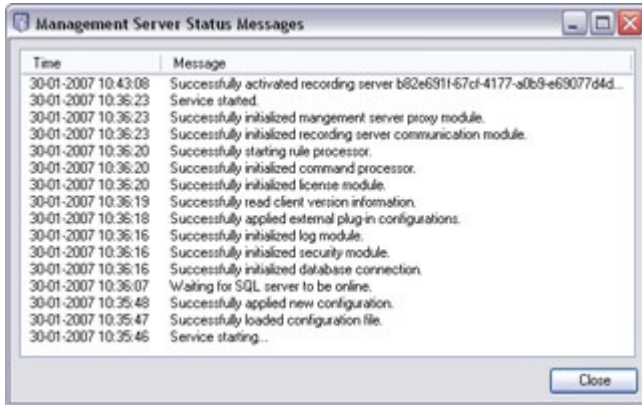 Management Server Status Messages
Time Message
30-01-2007 10:43:08 Successfully activated recording server b82e691f-67cf-4177-a0b9-e69077d4d...
30-01-2007 10:36:23 Service started.
30-01-2007 10:36:23 Successfully initialized mangement server proxy module.
30-01-2007 10:36:23 Successfully initialized recording server communication module.
30-01-2007 10:36:20 Successfully starting rule processor.
30-01-2007 10:36:20 Successfully initialized command processor.
30-01-2007 10:36:20 Successfully initialized license module.
30-01-2007 10:36:19 Successfully read client version information.
30-01-2007 10:36:18 Successfully applied external plug-in configurations.
30-01-2007 10:36:16 Successfully initialized log module.
30-01-2007 10:36:16 Successfully initialized security module.
30-01-2007 10:36:16 Successfully initialized database connection.
30-01-2007 10:36:07 Waiting for SQL server to be online.
30-01-2007 10:35:48 Successfully applied new configuration.
30-01-2007 10:35:47 Successfully loaded configuration file.
30-01-2007 10:35:46 Service starting...
Close